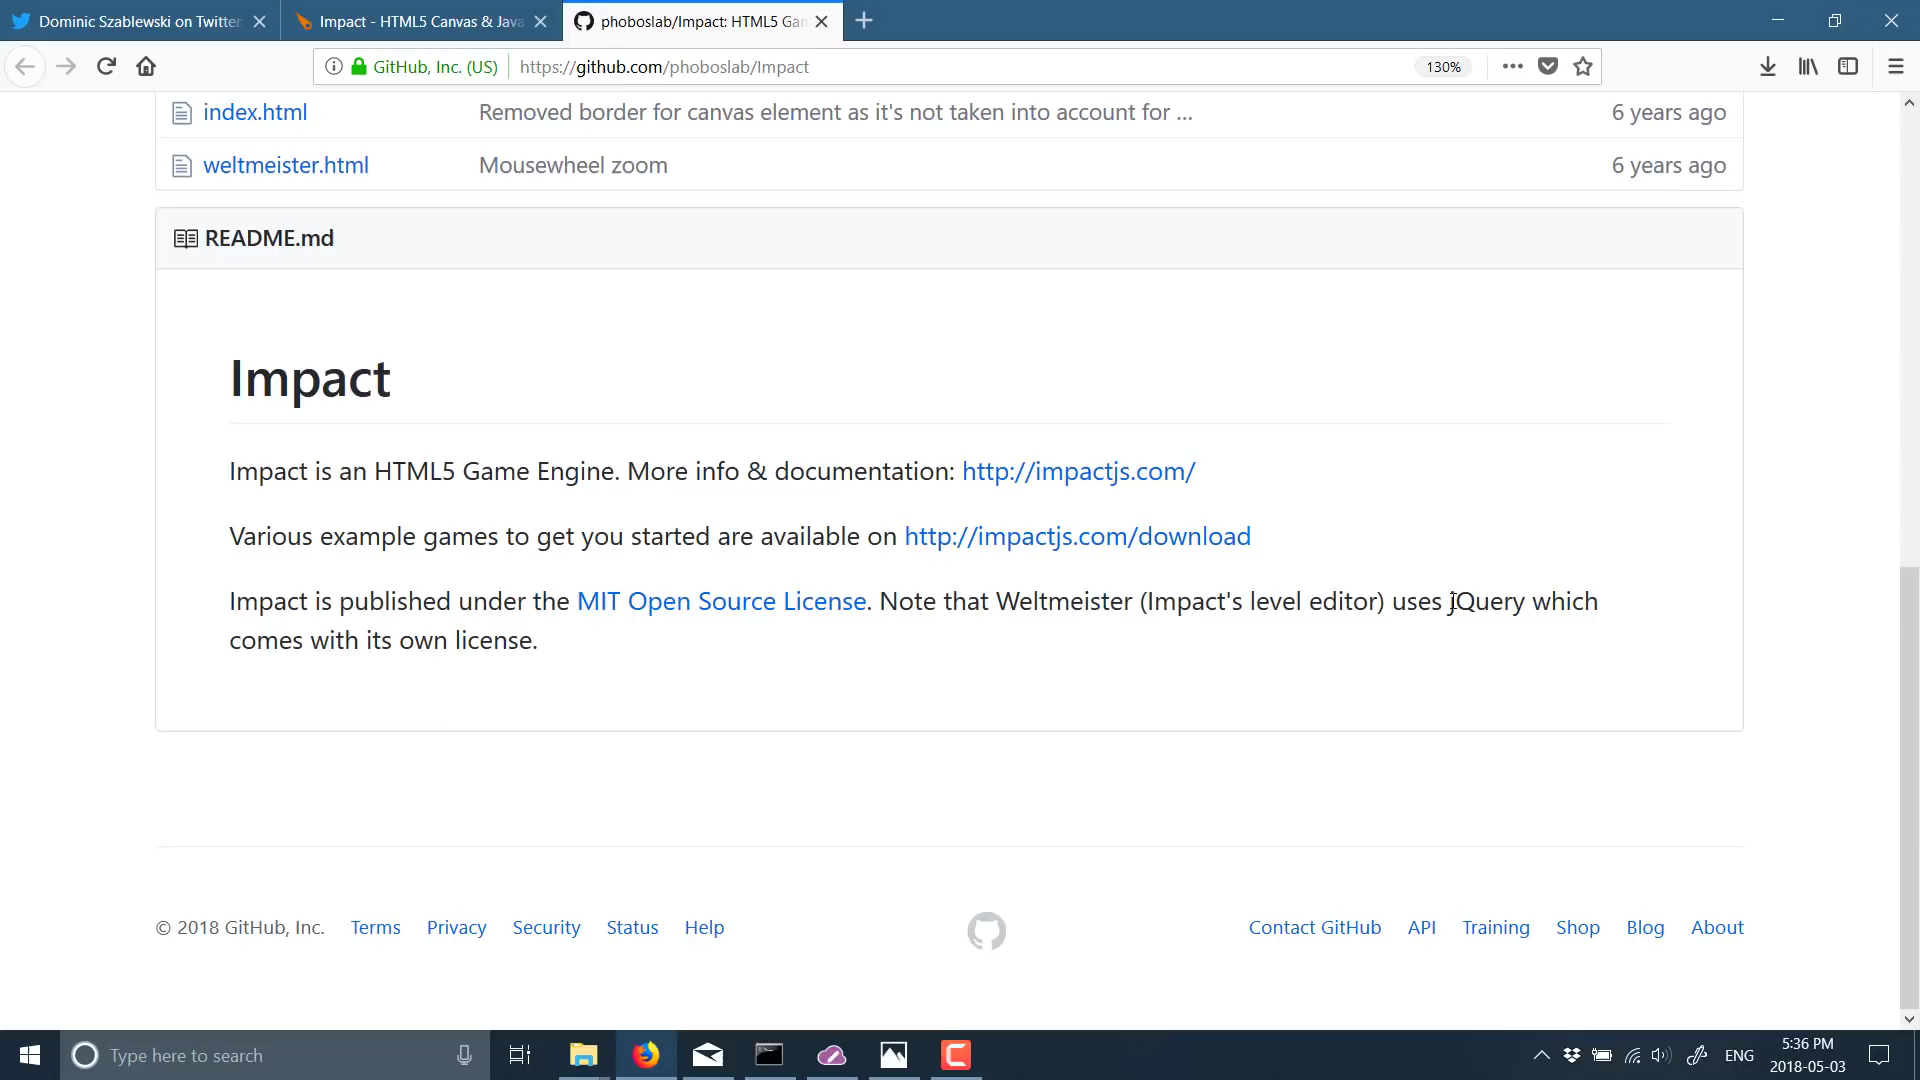 Dominic Szablewski on Twitter:
Impact - HTML5 Canvas & Java
phoboslab/Impact: HTML5 Gam
GitHub, Inc. (US)
https://github.com/phoboslab/Impact
130%
index.html
Removed border for canvas element as it's not taken into account for ...
6 years ago
weltmeister.html
Mousewheel zoom
6 years ago
README.md
Impact
Impact is an HTML5 Game Engine. More info & documentation: http://impactjs.com/
Various example games to get you started are available on http://impactjs.com/download
Impact is published under the MIT Open Source License. Note that Weltmeister (Impact's level editor) uses jQuery which
comes with its own license.
© 2018 GitHub, Inc.
Terms
Privacy
Security
Status
Help
Contact GitHub
API
Training
Shop
Blog
About
Type here to search
ENG
5:36 PM
2018-05-03